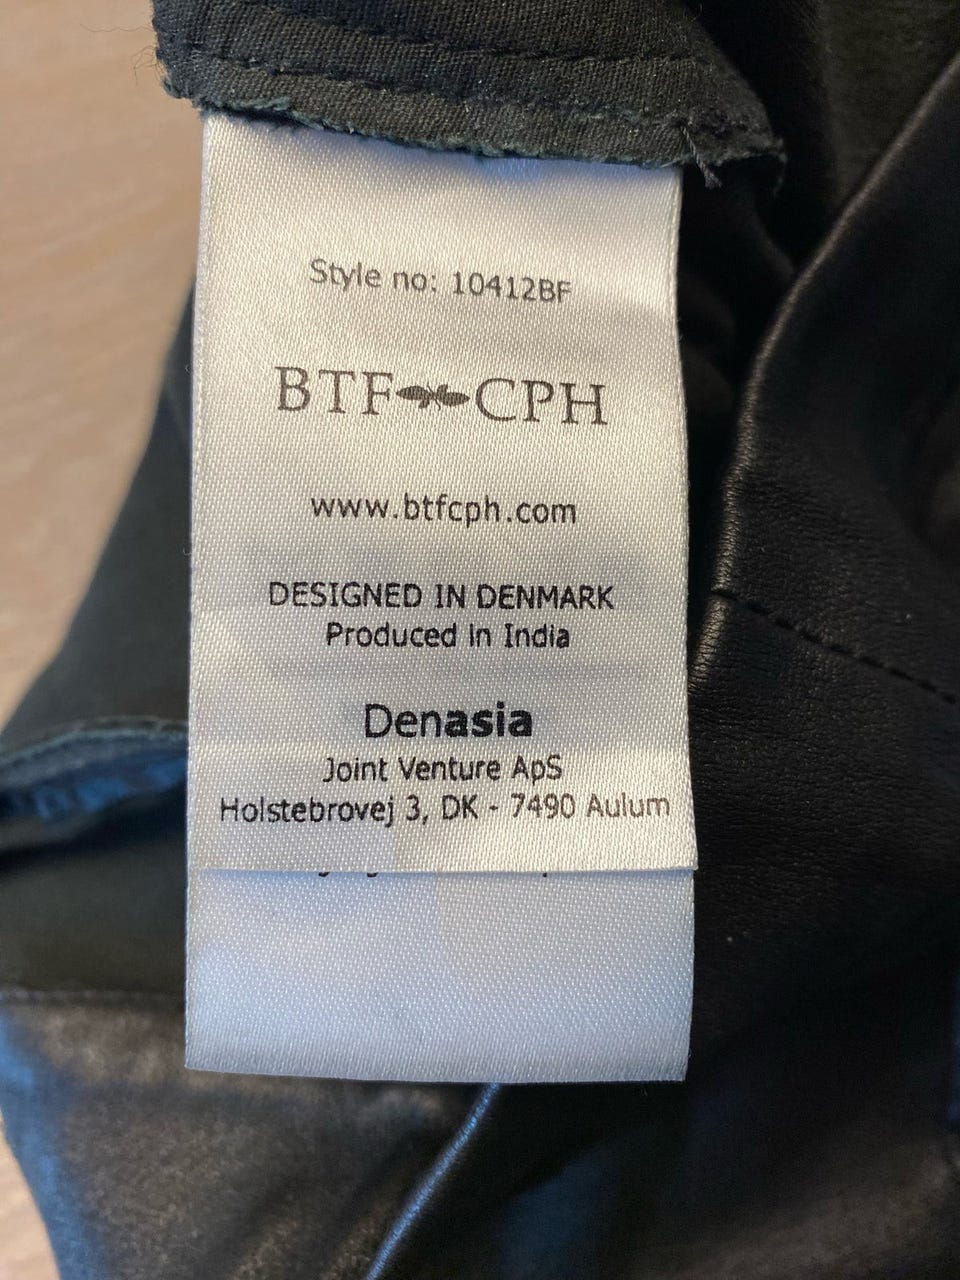 Style no: 10412BF
BTF CPH
www.btfcph.com
DESIGNED IN DENMARK
Produced in India
Denasia
Joint Venture ApS
Holstebrovej 3, DK - 7490 Aulum